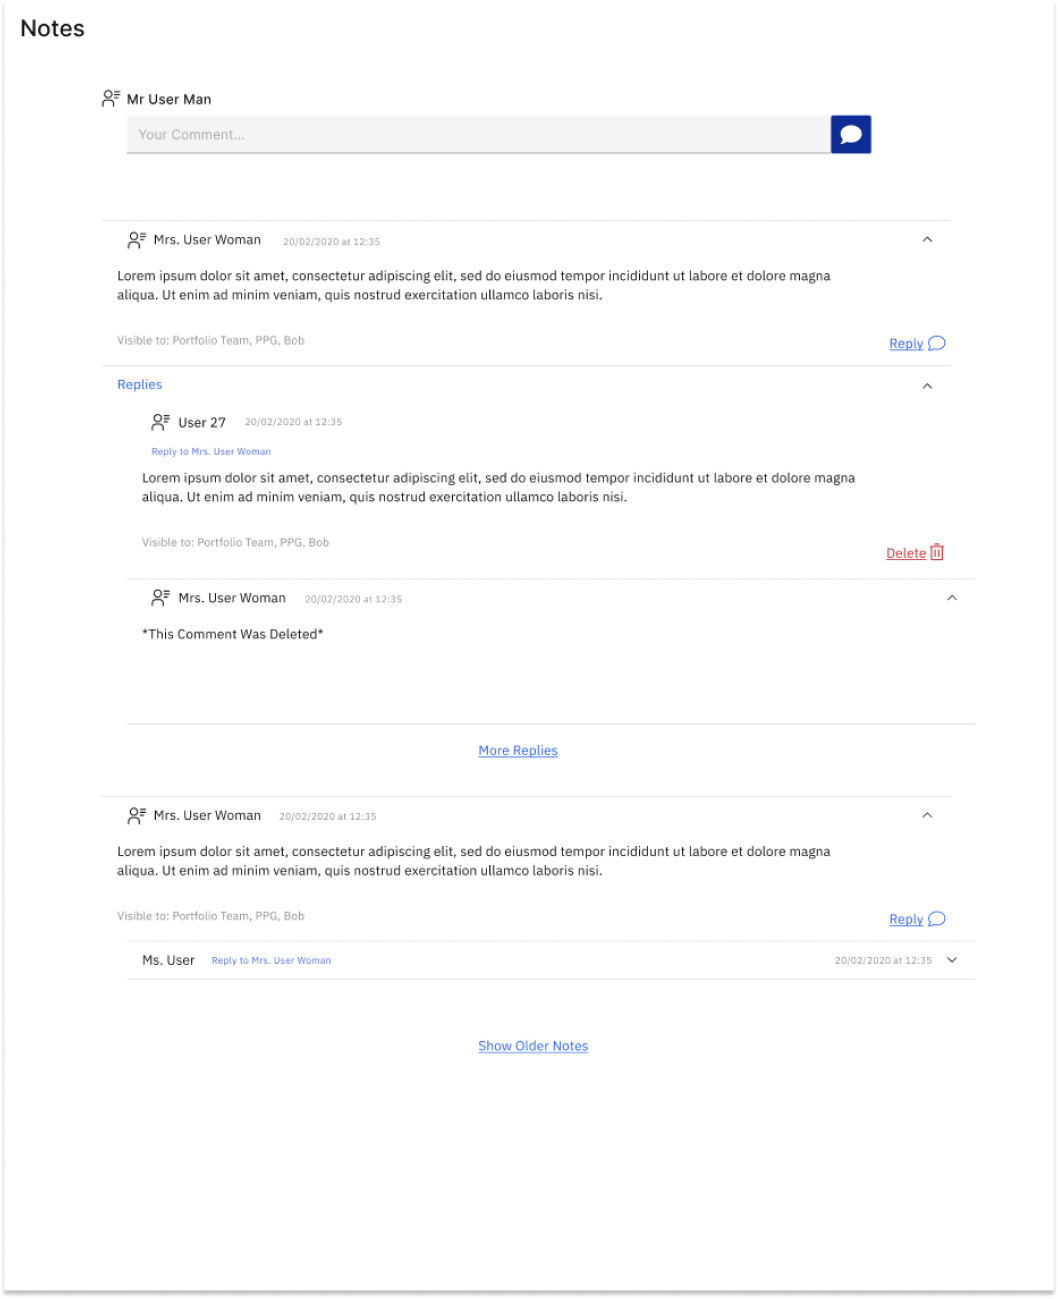 Notes
Mr User Man
Your Comment...
Mrs. User Woman 20/02/2020 at 12:35
Lorem ipsum dolor sit amet, consectetur adipiscing elit, sed do eiusmod tempor incididunt ut labore et dolore magna
aliqua. Ut enim ad minim veniam, quis nostrud exercitation ullamco laboris nisi.
Visible to: Portfolio Team, PPG, Bob
Reply
Replies
User 27 20/02/2020 at 12:35
Reply to Mrs. User Woman
Lorem ipsum dolor sit amet, consectetur adipiscing elit, sed do eiusmod tempor incididunt ut labore et dolore magna
aliqua. Ut enim ad minim veniam, quis nostrud exercitation ullamco laboris nisi.
Visible to: Portfolio Team, PPG, Bob
Delete
Mrs. User Woman 20/02/2020 at 12:35
*This Comment Was Deleted*
More Replies
Mrs. User Woman 20/02/2020 at 12:35
Lorem ipsum dolor sit amet, consectetur adipiscing elit, sed do eiusmod tempor incididunt ut labore et dolore magna
aliqua. Ut enim ad minim veniam, quis nostrud exercitation ullamco laboris nisi.
Visible to: Portfolio Team, PPG, Bob
Reply
Ms. User Reply to Mrs. User Woman 20/02/2020 at 12:35
Show Older Notes